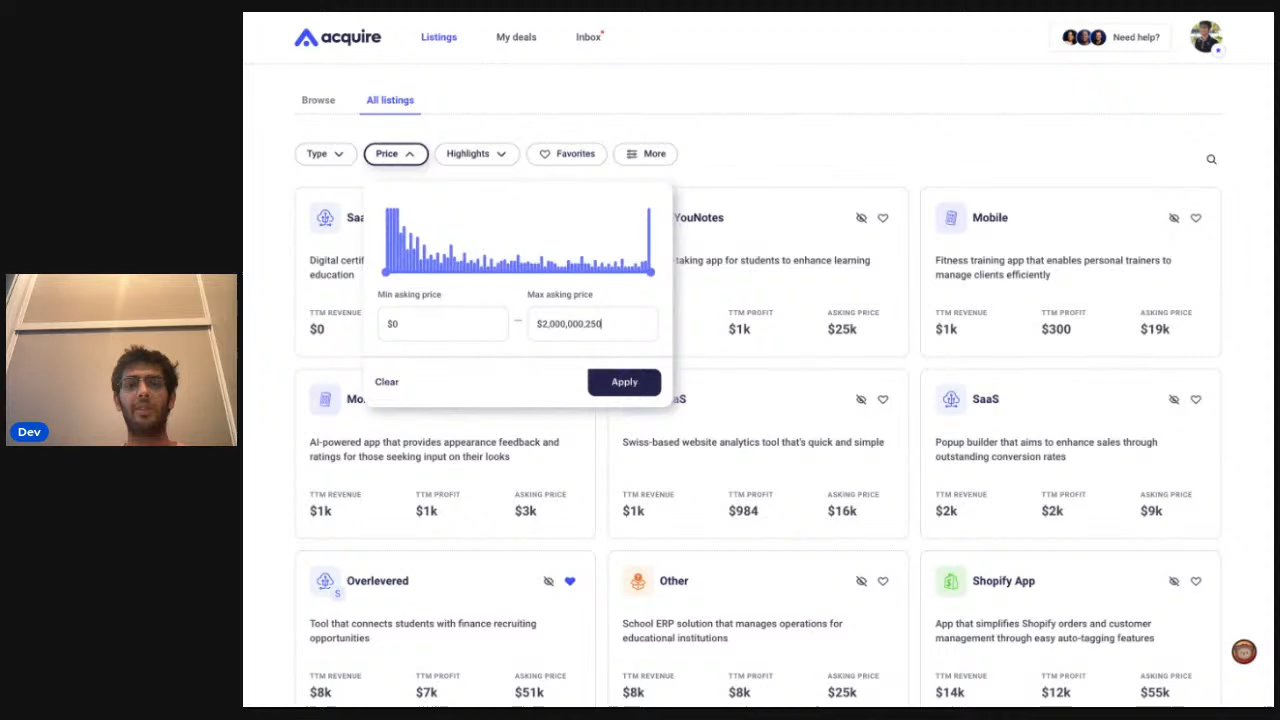 acquire
Listings
My deals
Inbox
Need help?
Browse
All listings
Type
Price
Highlights
Favorites
More
Min asking price
Max asking price
$0
$2,000,000,250
Clear
Apply
Digital
education
TTM REVENUE
$0
YouNotes
-taking app for students to enhance learning
TTM PROFIT
ASKING PRICE
$1k
$25k
Mobile
Fitness training app that enables personal trainers to
manage clients efficiently
TTM REVENUE
TTM PROFIT
ASKING PRICE
$1k
$300
$19k
AI-powered app that provides appearance feedback and
ratings for those seeking input on their looks
TTM REVENUE
TTM PROFIT
ASKING PRICE
$1k
$1k
$3k
aS
Swiss-based website analytics tool that's quick and simple
TTM REVENUE
TTM PROFIT
ASKING PRICE
$1k
$984
$16k
SaaS
Popup builder that aims to enhance sales through
outstanding conversion rates
TTM REVENUE
TTM PROFIT
ASKING PRICE
$2k
$2k
$9k
S
Overlevered
Tool that connects students with finance recruiting
opportunities
TTM REVENUE
TTM PROFIT
ASKING PRICE
$8k
$7k
$51k
Other
School ERP solution that manages operations for
educational institutions
TTM REVENUE
TTM PROFIT
ASKING PRICE
$8k
$8k
$25k
Shopify App
App that simplifies Shopify orders and customer
management through easy auto-tagging features
TTM REVENUE
TTM PROFIT
ASKING PRICE
$14k
$12k
$55k
Dev